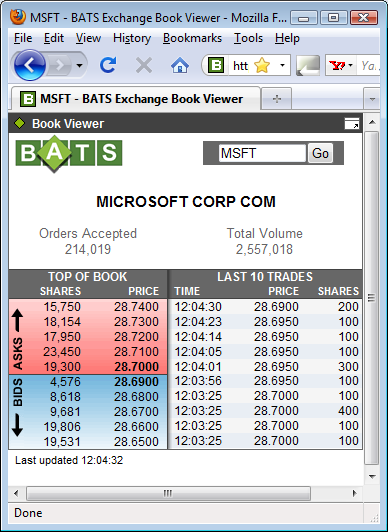 MSFT - BATS Exchange Book Viewer - Mozilla F...
File Edit View History Bookmarks Tools Help
B htt Y! Ya.
B MSFT - BATS Exchange Book Viewer
Book Viewer
BATS MSFT Go
MICROSOFT CORP COM
Orders Accepted Total Volume
214,019 2,557,018
TOP OF BOOK LAST 10 TRADES
SHARES PRICE TIME PRICE SHARES
ASKS
15,750 28.7400 12:04:30 28.6900 200
18,154 28.7300 12:04:23 28.6950 100
17,950 28.7200 12:04:14 28.6950 100
23,450 28.7100 12:04:05 28.6950 100
19,300 28.7000 12:04:01 28.6950 300
BIDS
4,576 28.6900 12:03:56 28.6950 100
8,618 28.6800 12:03:25 28.7000 100
9,681 28.6700 12:03:25 28.7000 400
19,806 28.6600 12:03:25 28.7000 100
19,531 28.6500 12:03:25 28.7000 100
Last updated 12:04:32
Done